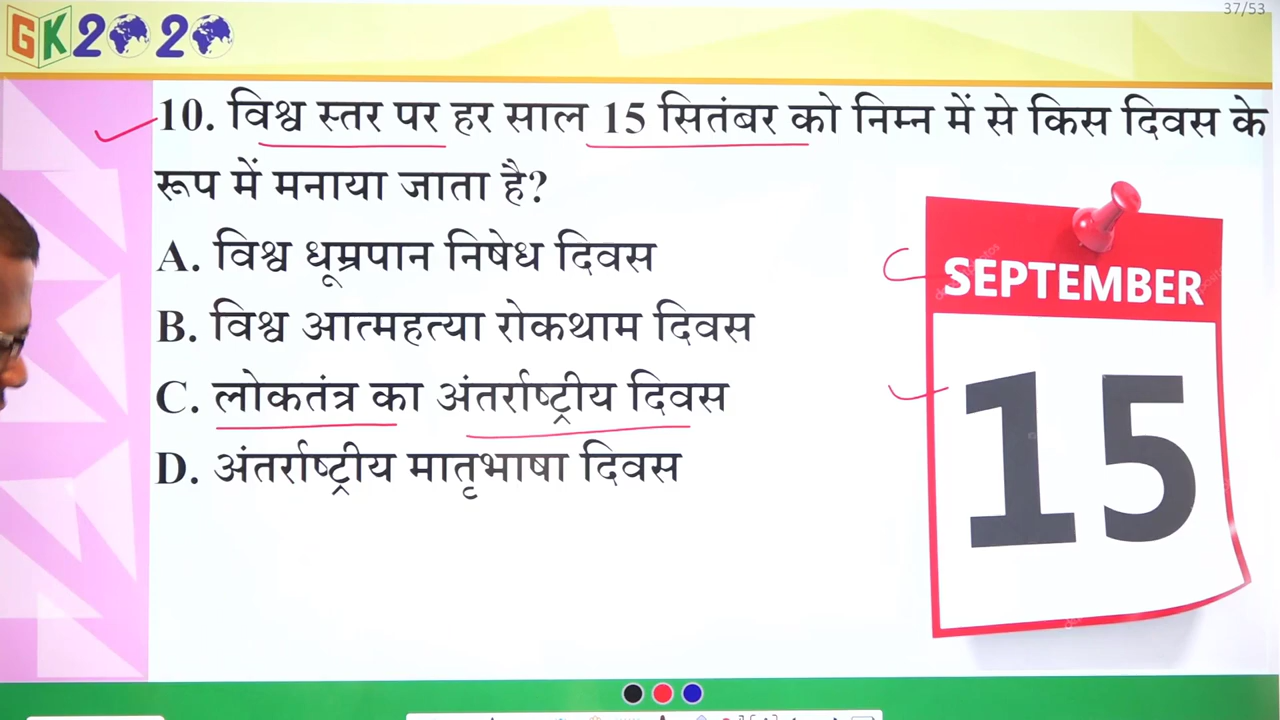 37/53
GK2020
10. विश्व स्तर पर हर साल 15 सितंबर को निम्न में से किस दिवस के
रूप में मनाया जाता है?
A. विश्व धूम्रपान निषेध दिवस
B. विश्व आत्महत्या रोकथाम दिवस
C. लोकतंत्र का अंतर्राष्ट्रीय दिवस
D. अंतर्राष्ट्रीय मातृभाषा दिवस
SEPTEMBER
15